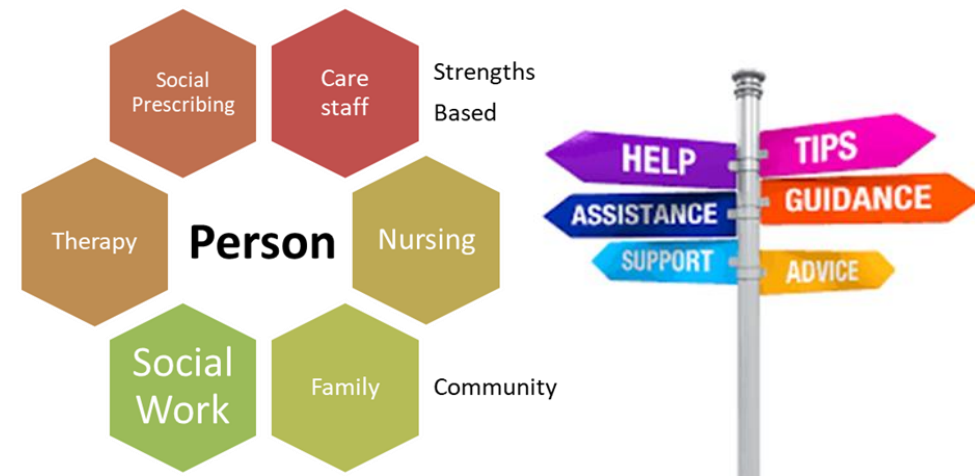 Social
Prescribing
Care
staff
Strengths
Based
Therapy
Person
Nursing
Social
Work
Family
Community
HELP
TIPS
ASSISTANCE
GUIDANCE
SUPPORT
ADVICE